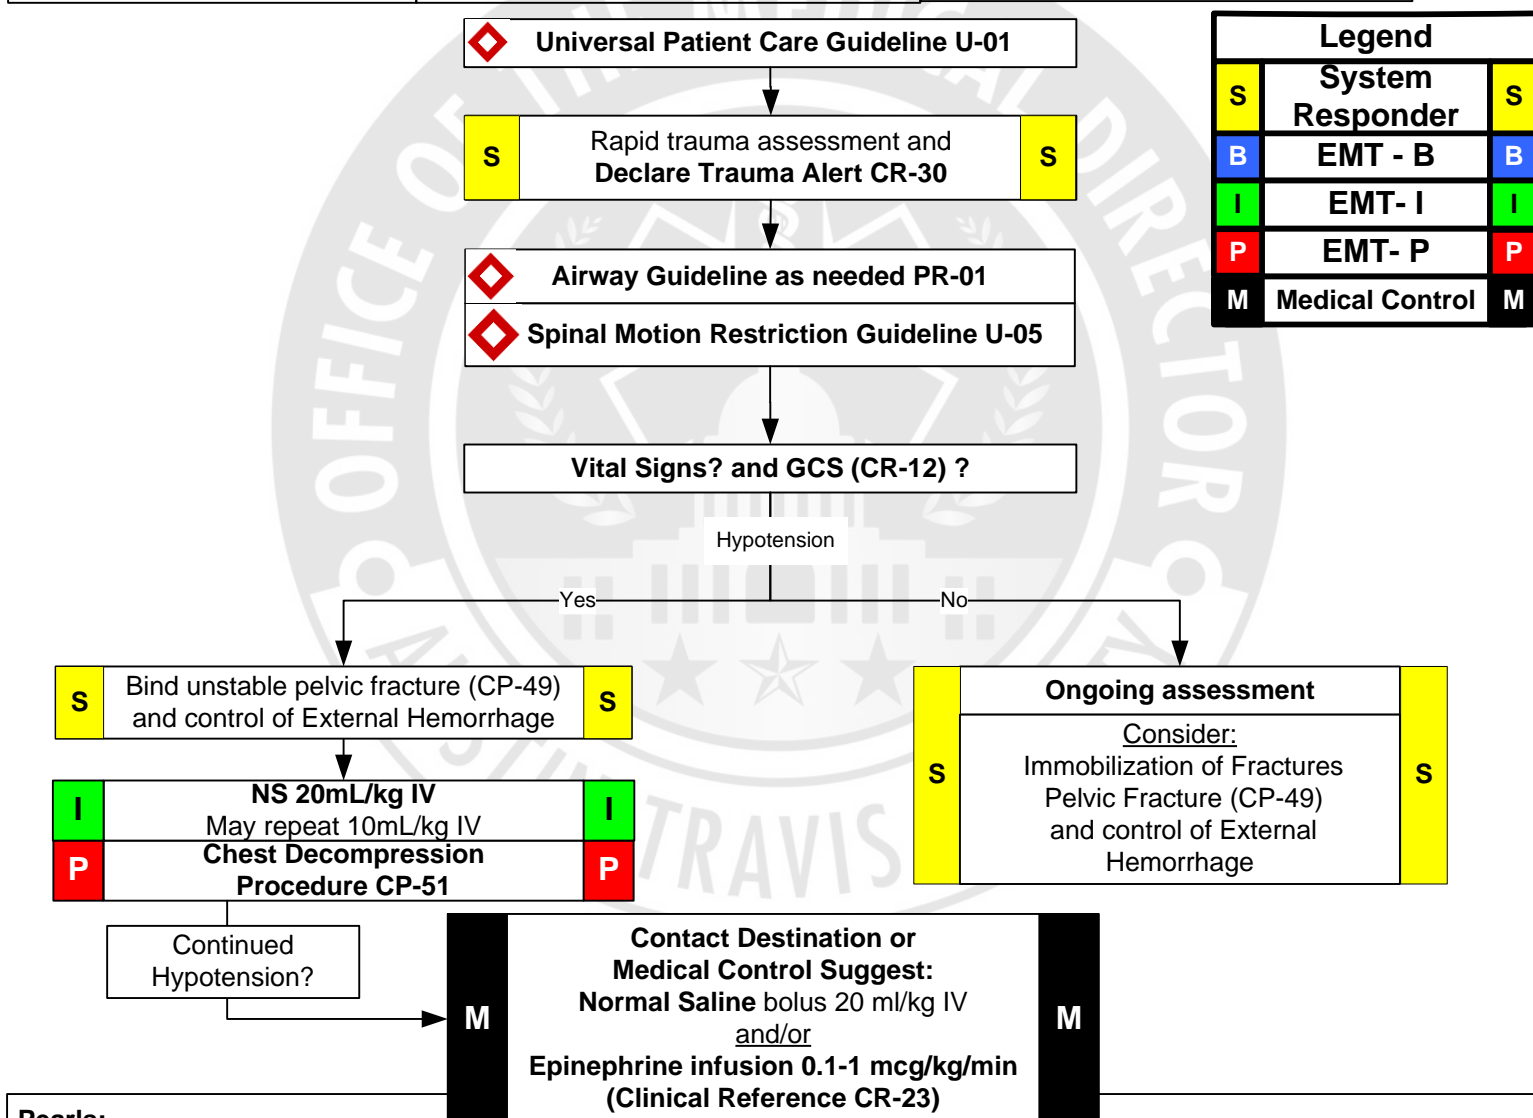 Universal Patient Care Guideline U-01
S
Rapid trauma assessment and
Declare Trauma Alert CR-30
S
Airway Guideline as needed PR-01
Spinal Motion Restriction Guideline U-05
Vital Signs? and GCS (CR-12) ?
Hypotension
Yes
No
S
Bind unstable pelvic fracture (CP-49)
and control of External Hemorrhage
S
I
NS 20mL/kg IV
May repeat 10mL/kg IV
I
P
Chest Decompression
Procedure CP-51
P
Continued
Hypotension?
S
Ongoing assessment
Consider:
Immobilization of Fractures
Pelvic Fracture (CP-49)
and control of External
Hemorrhage
S
M
Contact Destination or
Medical Control Suggest:
Normal Saline bolus 20 ml/kg IV
and/or
Epinephrine infusion 0.1-1 mcg/kg/min
(Clinical Reference CR-23)
M
Legend
S
System
Responder
S
B
EMT - B
B
I
EMT- I
I
P
EMT- P
P
M
Medical Control
M
Pearls:
OFFICE OF THE MEDICAL DIRECTOR